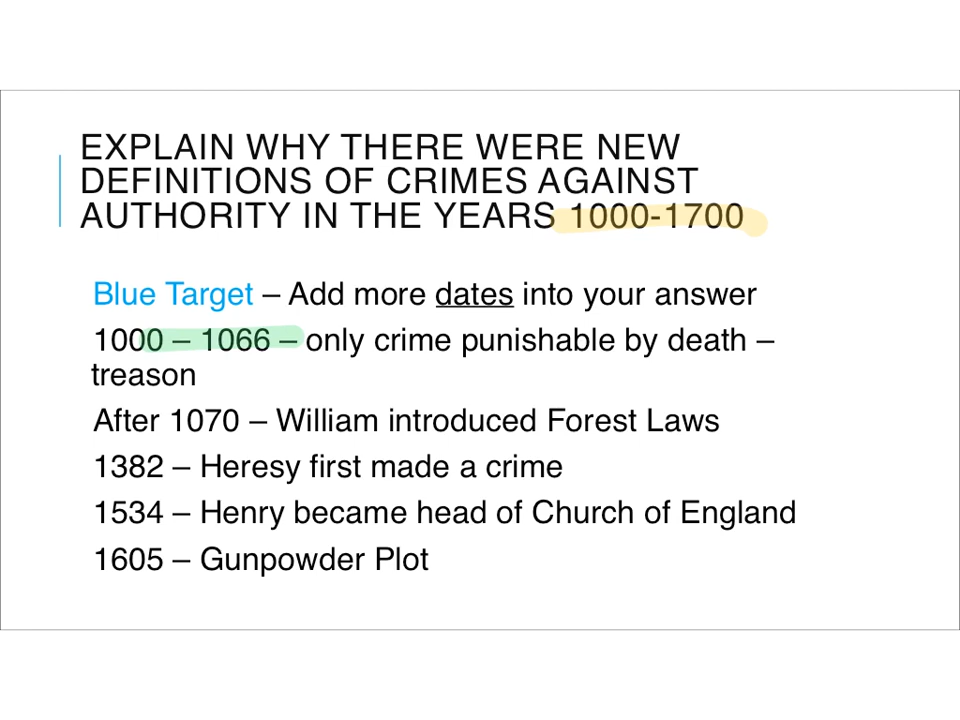 EXPLAIN WHY THERE WERE NEW
DEFINITIONS OF CRIMES AGAINST
AUTHORITY IN THE YEARS 1000-1700
Blue Target – Add more dates into your answer
1000 – 1066 – only crime punishable by death –
treason
After 1070 – William introduced Forest Laws
1382 – Heresy first made a crime
1534 – Henry became head of Church of England
1605 – Gunpowder Plot